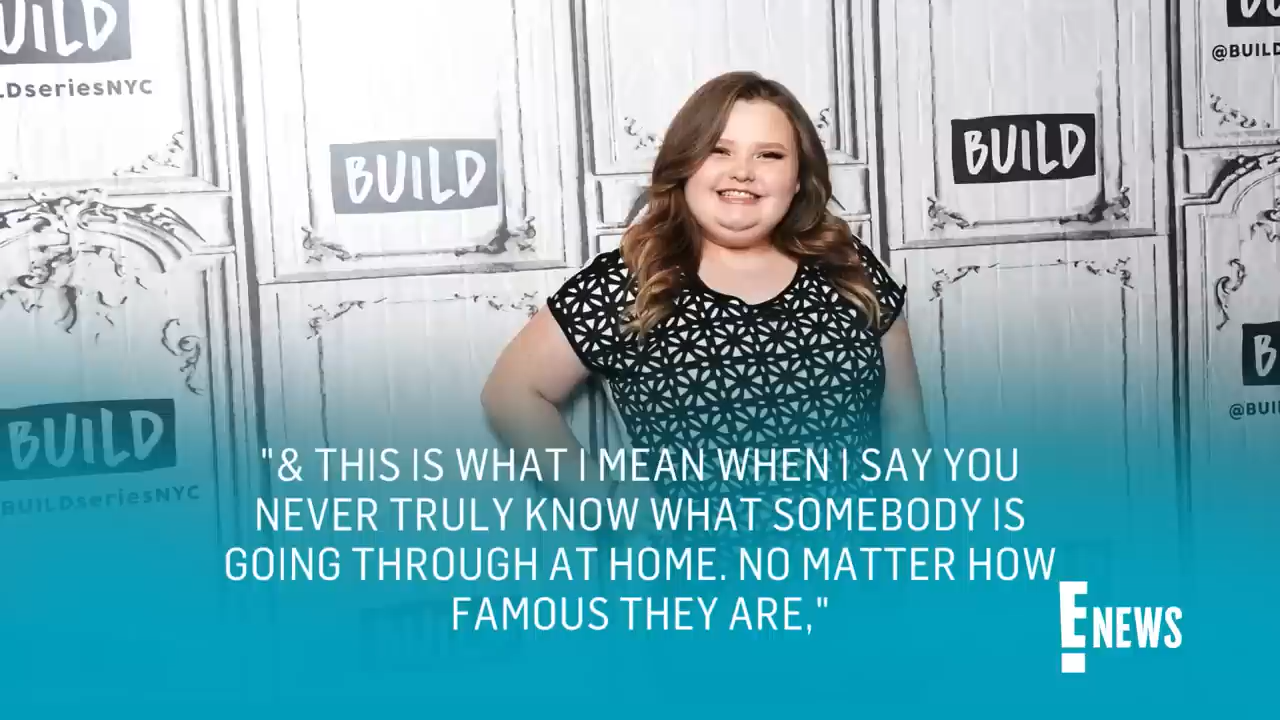 BUILD
@BUILD
BUILD
BUILD
BUILD
BUILDseriesNYC
"& THIS IS WHAT I MEAN WHEN I SAY YOU
NEVER TRULY KNOW WHAT SOMEBODY IS
GOING THROUGH AT HOME. NO MATTER HOW
FAMOUS THEY ARE,"
E NEWS